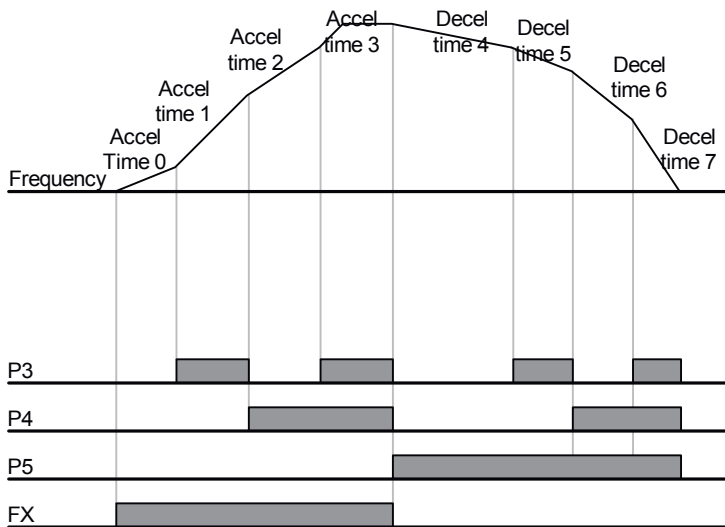 Accel
Time 0
Accel
time 1
Accel
time 2
Accel
time 3
Decel
time 4
Decel
time 5
Decel
time 6
Decel
time 7
Frequency
P3
P4
P5
FX